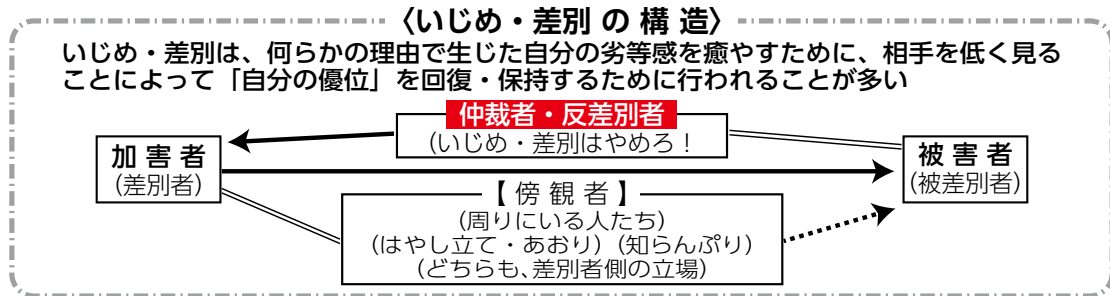 〈いじめ・差別 の 構 造〉
いじめ・差別は、何らかの理由で生じた自分の劣等感を癒やすために、相手を低く見る
ことによって「自分の優位」を回復・保持するために行われることが多い
仲裁者・反差別者
(いじめ・差別はやめろ！
加 害 者
(差別者)
被 害 者
(被差別者)
【 傍 観 者 】
(周りにいる人たち)
(はやし立て・あおり) (知らんぷり)
(どちらも、差別者側の立場)